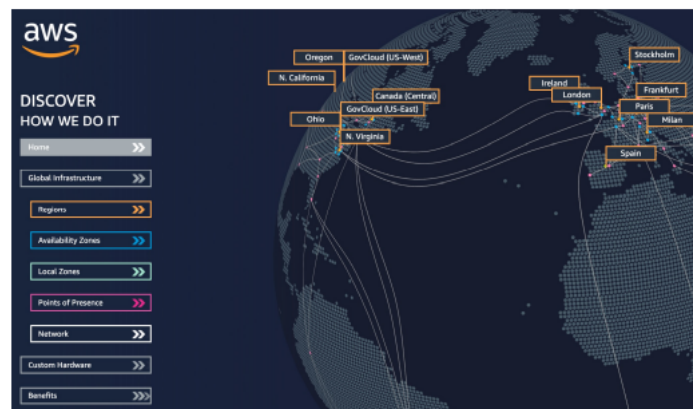 aws
DISCOVER
HOW WE DO IT
Home
Global Infrastructure
Regions
Availability Zones
Local Zones
Points of Presence
Network
Custom Hardware
Benefits
Oregon
GovCloud (US-West)
N. California
Canada (Central)
GovCloud (US-East)
Ohio
N. Virginia
Stockholm
Ireland
Frankfurt
London
Paris
Milan
Spain